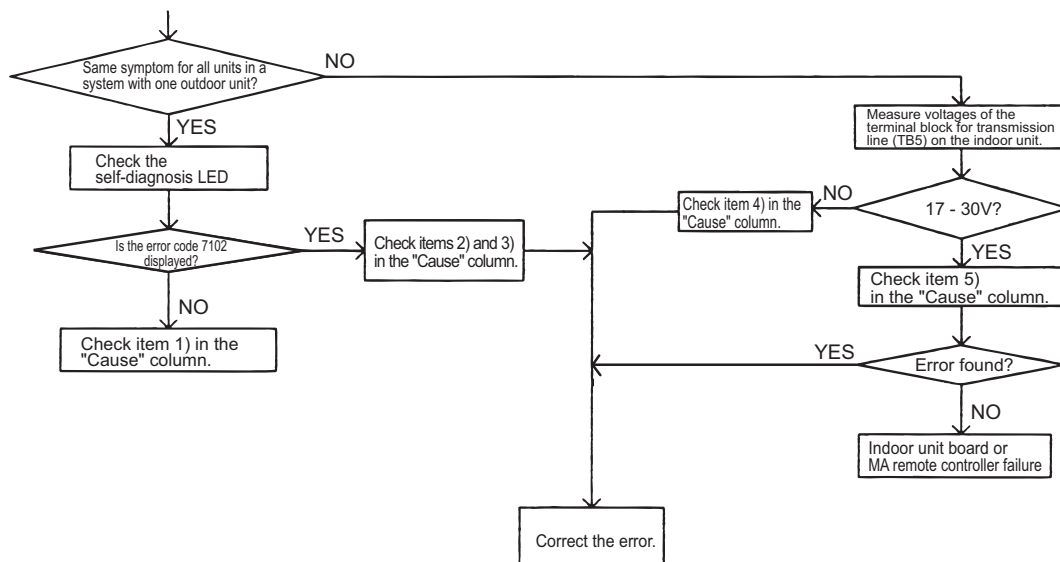 Same symptom for all units in a
system with one outdoor unit?
NO
YES
Measure voltages of the
terminal block for transmission
line (TB5) on the indoor unit.
Check the
self-diagnosis LED
Check item 4) in the
"Cause" column.
NO
17 - 30V?
Is the error code 7102
displayed?
YES
Check items 2) and 3)
in the "Cause" column.
YES
Check item 5)
in the "Cause" column.
NO
Check item 1) in the
"Cause" column.
YES
Error found?
NO
Indoor unit board or
MA remote controller failure
Correct the error.